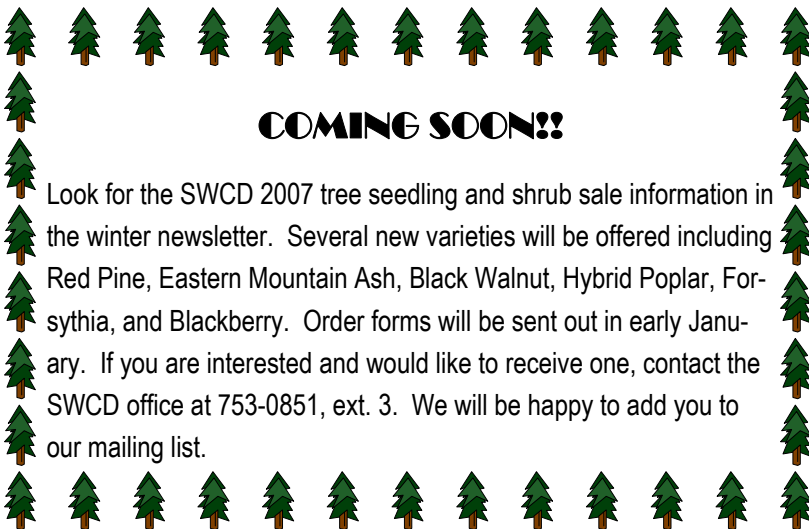 COMING SOON!!
Look for the SWCD 2007 tree seedling and shrub sale information in
the winter newsletter.  Several new varieties will be offered including
Red Pine, Eastern Mountain Ash, Black Walnut, Hybrid Poplar, For-
sythia, and Blackberry.  Order forms will be sent out in early Janu-
ary.  If you are interested and would like to receive one, contact the
SWCD office at 753-0851, ext. 3.  We will be happy to add you to
our mailing list.